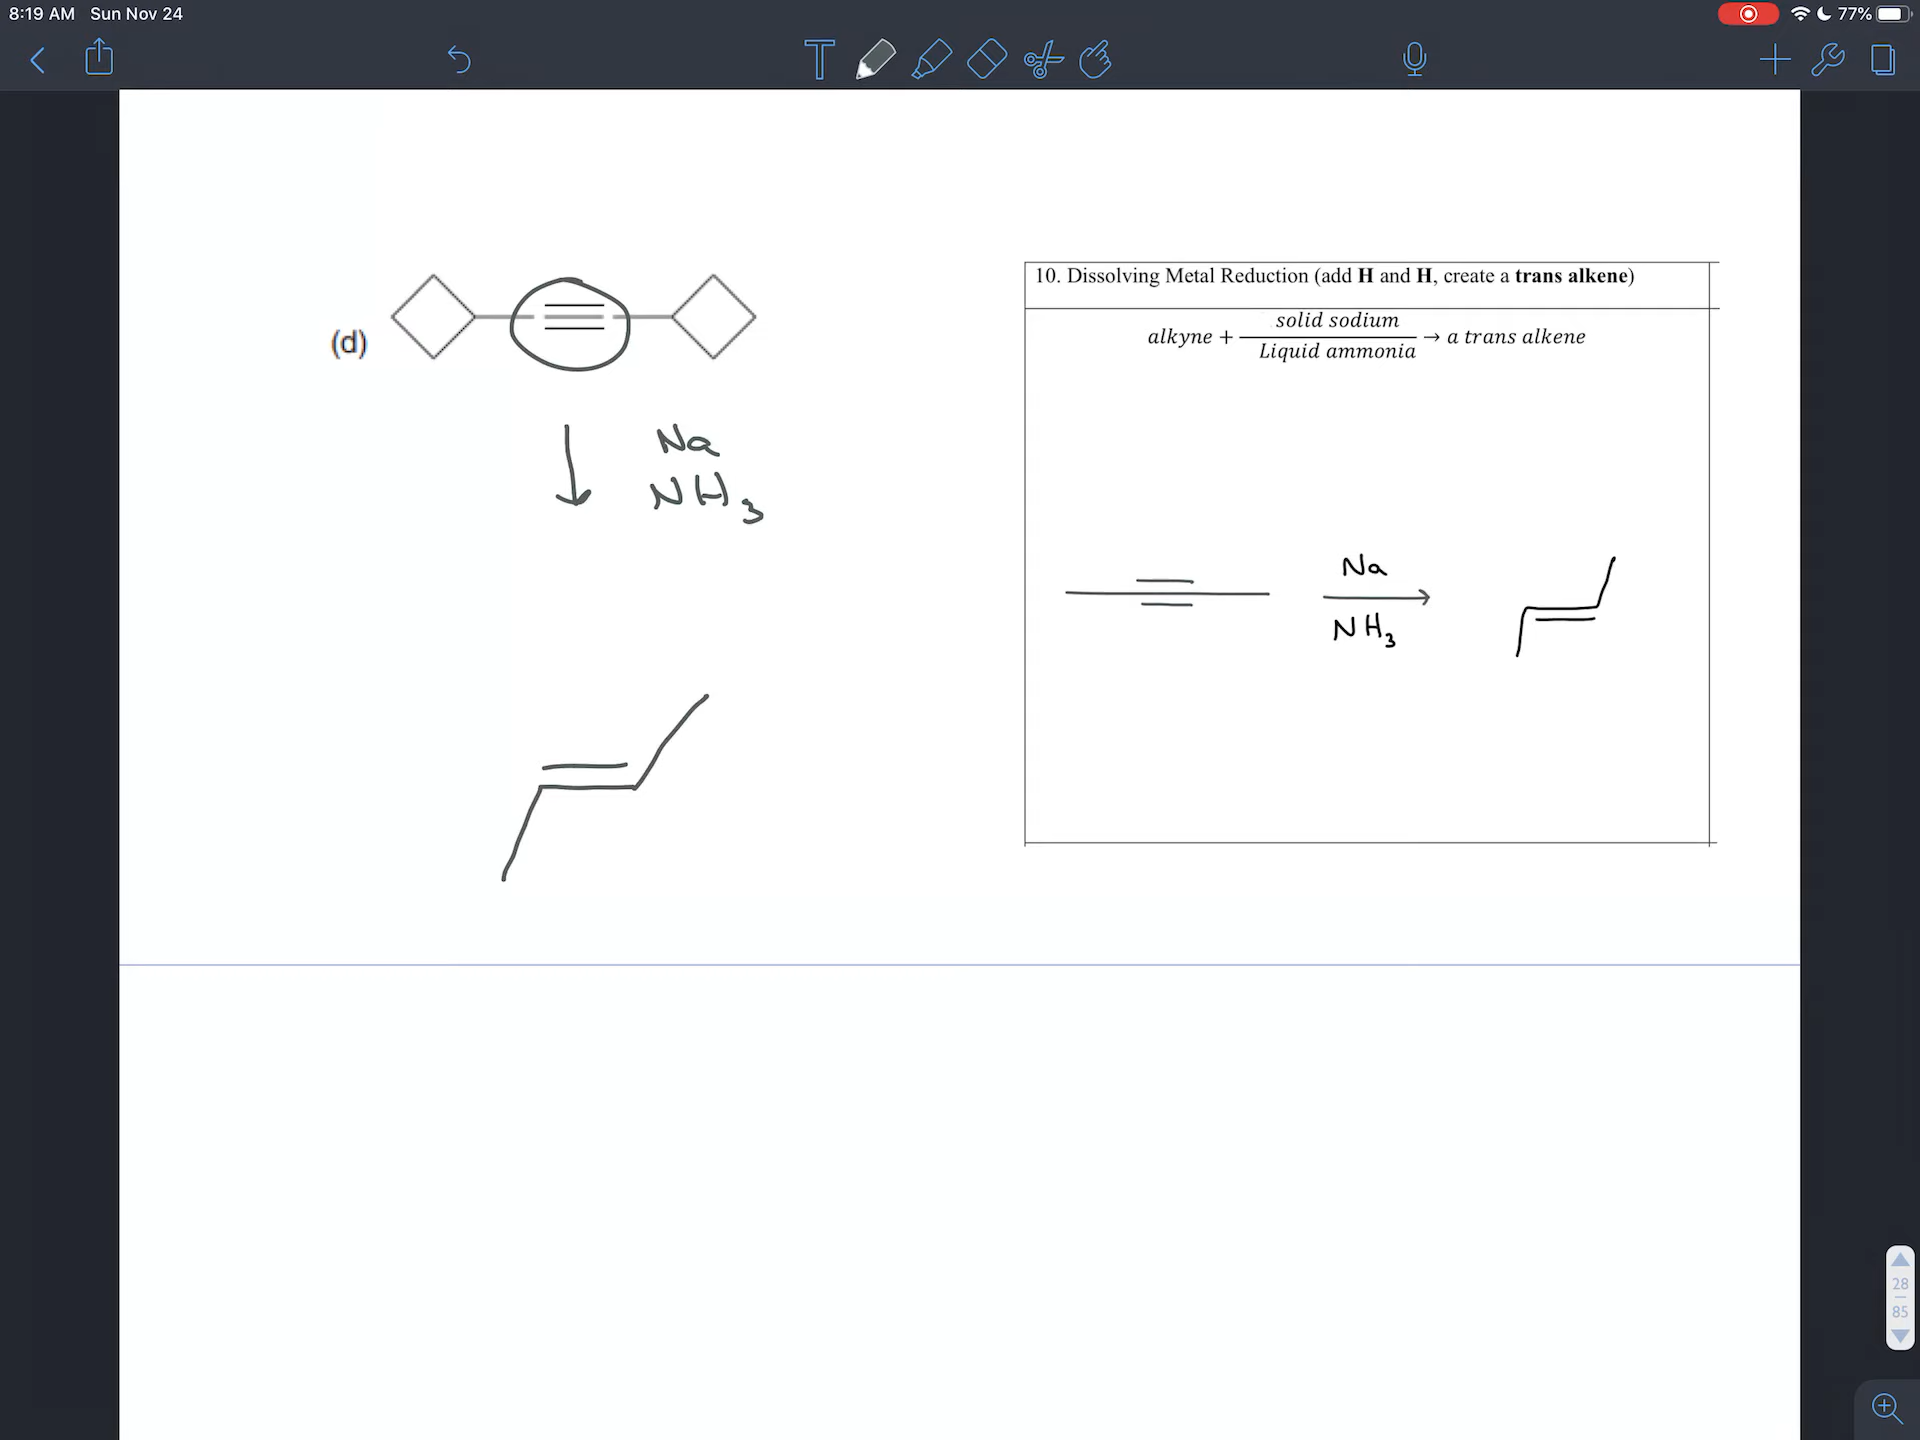 8:19 AM Sun Nov 24
77%
T
(d)
Na
NH3
10. Dissolving Metal Reduction (add H and H, create a trans alkene)
solid sodium
alkyne + → a trans alkene
Liquid ammonia
Na
NH3
28
85